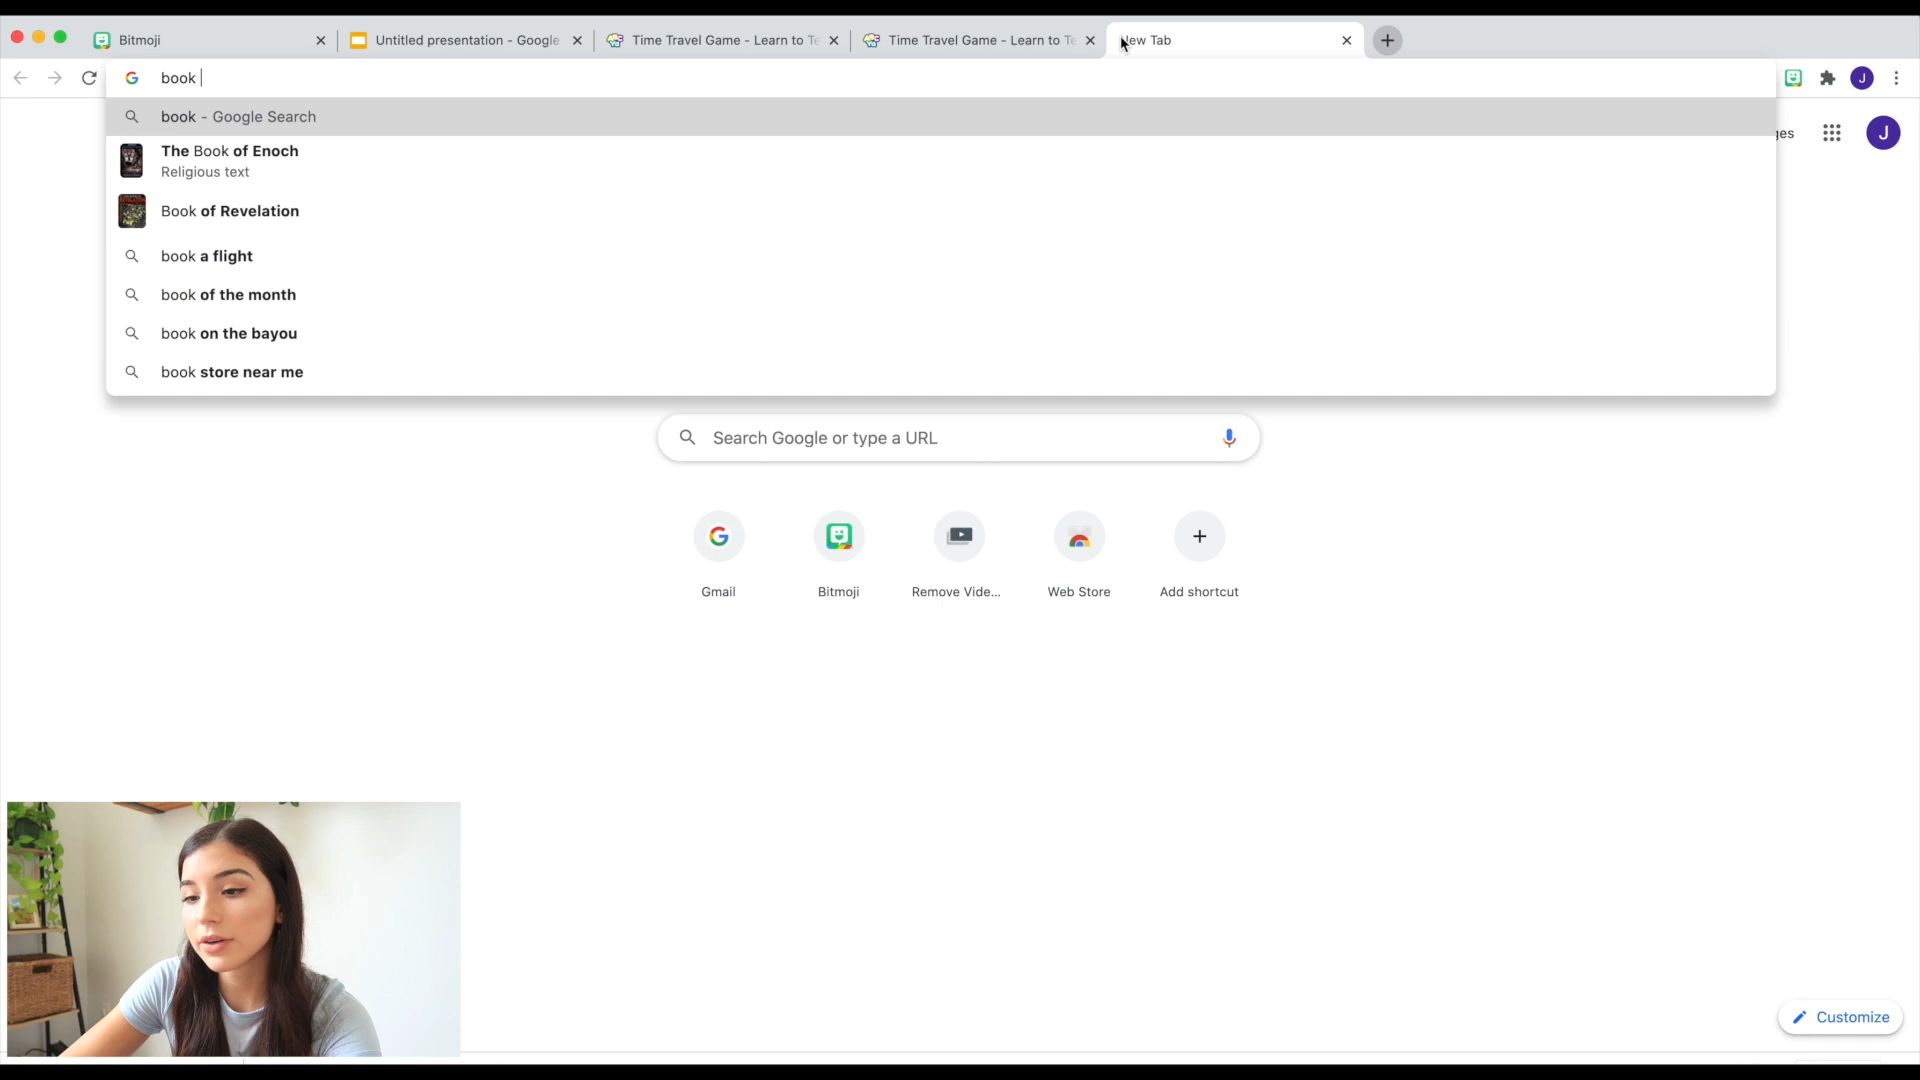 Bitmoji
Untitled presentation - Google
Time Travel Game - Learn to Te
Time Travel Game - Learn to Te
New Tab
book
J
book - Google Search
The Book of Enoch
Religious text
Book of Revelation
book a flight
book of the month
book on the bayou
book store near me
J
Search Google or type a URL
Gmail
Bitmoji
Remove Vide...
Web Store
Add shortcut
Customize